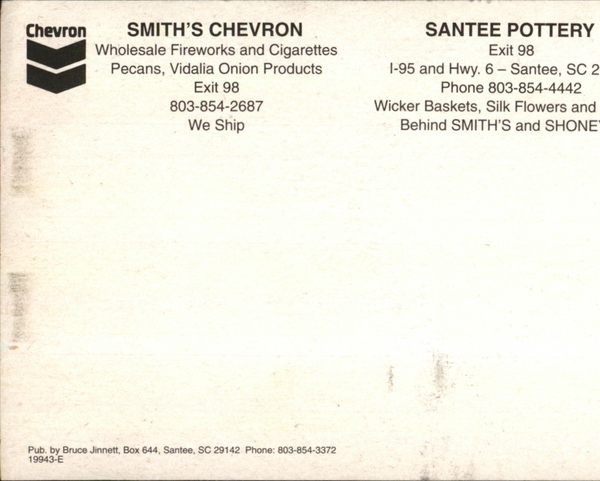 Chevron
SMITH'S CHEVRON
Wholesale Fireworks and Cigarettes
Pecans, Vidalia Onion Products
Exit 98
803-854-2687
We Ship
SANTEE POTTERY
Exit 98
I-95 and Hwy. 6 – Santee, SC 2
Phone 803-854-4442
Wicker Baskets, Silk Flowers and
Behind SMITH'S and SHONEY'
Pub. by Bruce Jinnett, Box 644, Santee, SC 29142 Phone: 803-854-3372
19943-E